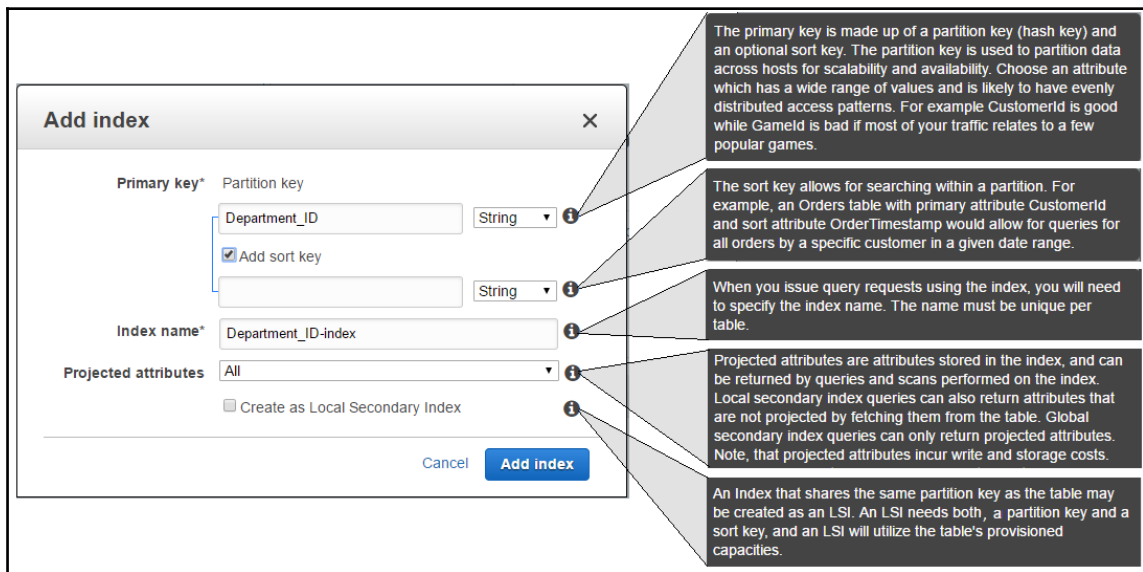 Add index
×
Primary key* Partition key
Department_ID
String
Add sort key
String
Index name*
Department_ID-index
Projected attributes
All
Create as Local Secondary Index
Cancel
Add index
The primary key is made up of a partition key (hash key) and
an optional sort key. The partition key is used to partition data
across hosts for scalability and availability. Choose an attribute
which has a wide range of values and is likely to have evenly
distributed access patterns. For example CustomerId is good
while GameId is bad if most of your traffic relates to a few
popular games.
The sort key allows for searching within a partition. For
example, an Orders table with primary attribute CustomerId
and sort attribute OrderTimestamp would allow for queries for
all orders by a specific customer in a given date range.
When you issue query requests using the index, you will need
to specify the index name. The name must be unique per
table.
Projected attributes are attributes stored in the index, and can
be returned by queries and scans performed on the index.
Local secondary index queries can also return attributes that
are not projected by fetching them from the table. Global
secondary index queries can only return projected attributes.
Note, that projected attributes incur write and storage costs.
An Index that shares the same partition key as the table may
be created as an LSI. An LSI needs both, a partition key and a
sort key, and an LSI will utilize the table's provisioned
capacities.